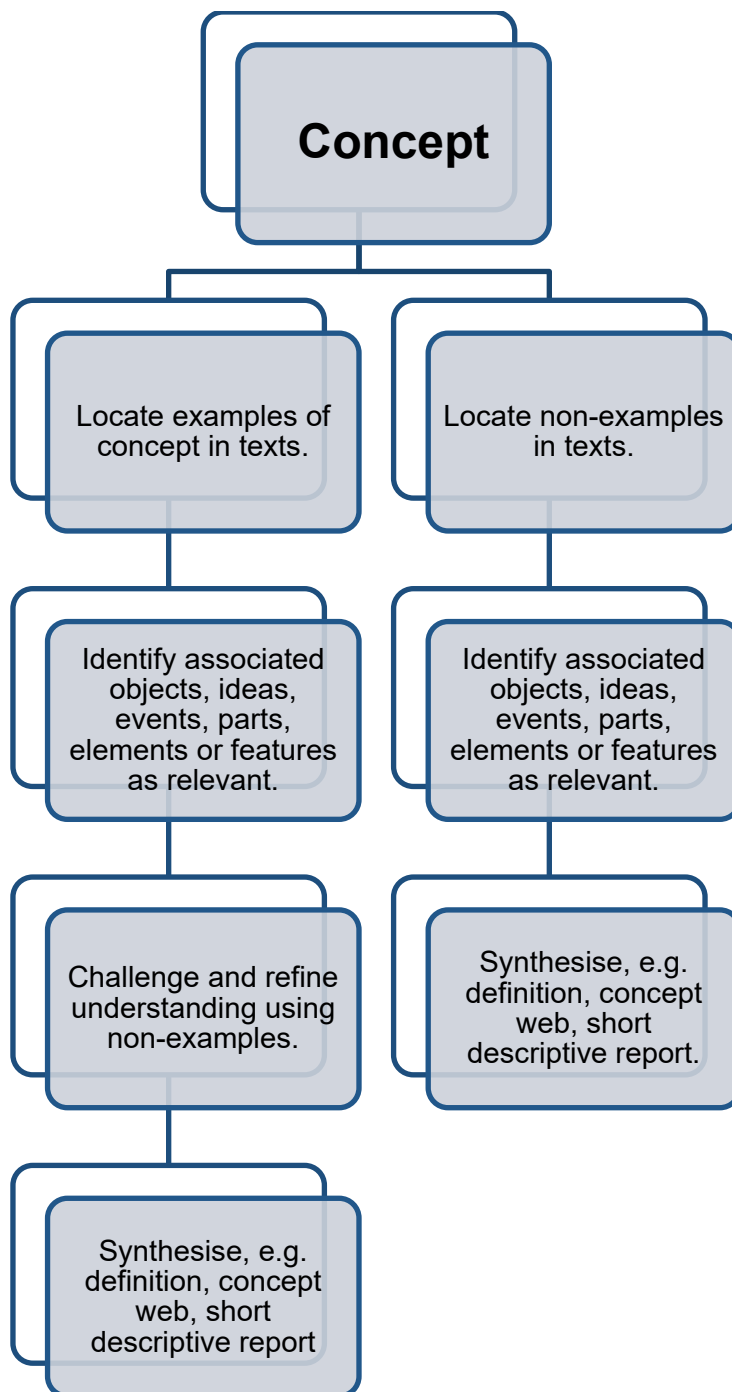 Concept
Locate examples of
concept in texts.
Locate non-examples
in texts.
Identify associated
objects, ideas,
events, parts,
elements or features
as relevant.
Identify associated
objects, ideas,
events, parts,
elements or features
as relevant.
Challenge and refine
understanding using
non-examples.
Synthesise, e.g.
definition, concept
web, short
descriptive report.
Synthesise, e.g.
definition, concept
web, short
descriptive report